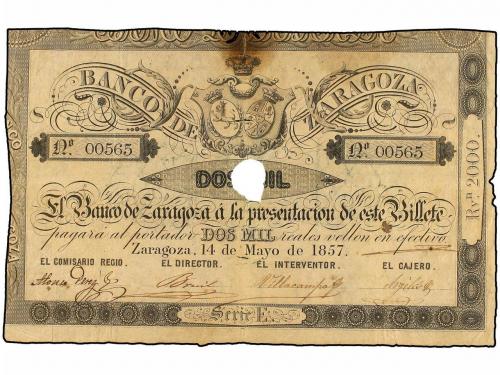 BANCO DE ZARAGOZA
Nº 00565
Nº 00565
DOS MIL
El Banco de Zaragoza á la presentacion de este Billete
pagará al portador DOS MIL reales vellon en efectivo
Zaragoza, 14 de Mayo de 1857.
EL COMISARIO REGIO. EL DIRECTOR. EL INTERVENTOR. EL CAJERO.
Villacampa
Serie E.
Rs.n 2000.